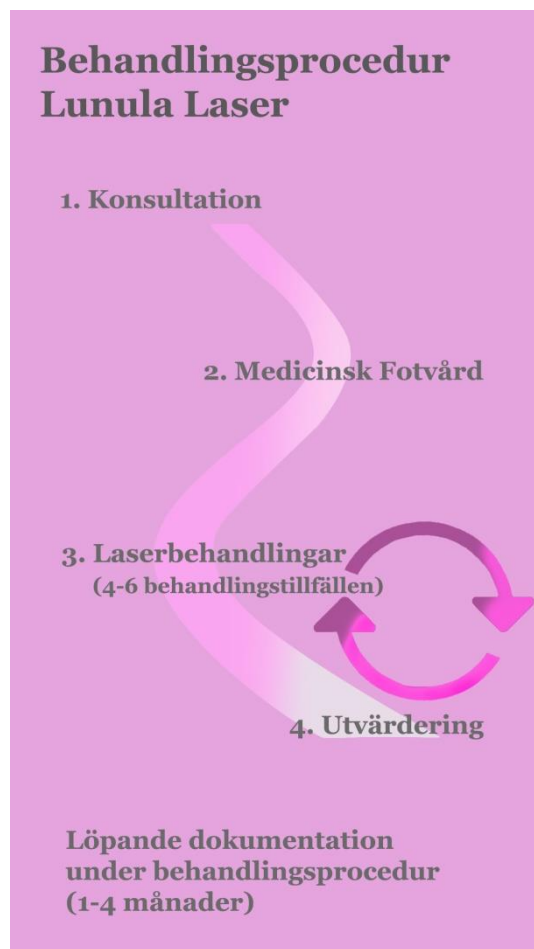 Behandlingsprocedur
Lunula Laser
1. Konsultation
2. Medicinsk Fotvård
3. Laserbehandlingar
(4-6 behandlingstillfällen)
4. Utvärdering
Löpande dokumentation
under behandlingsprocedur
(1-4 månader)